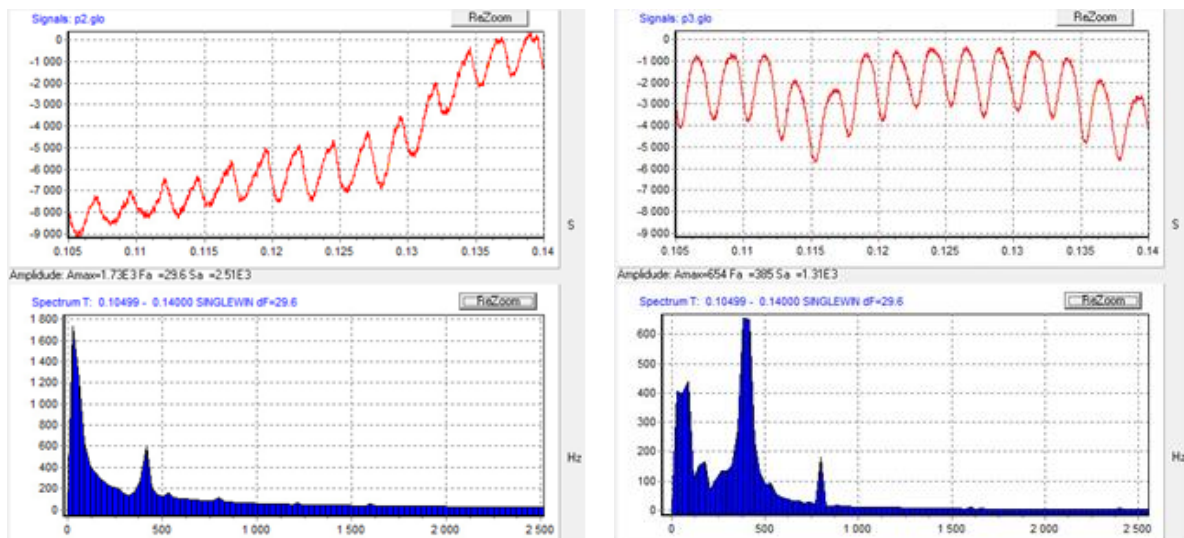 Signals: p2.glo
ReZoom
0
-1 000
-2 000
-3 000
-4 000
-5 000
-6 000
-7 000
-8 000
-9 000
0.105 0.11 0.115 0.12 0.125 0.13 0.135 0.14
S
Amplidude: Amax=1.73E3 Fa =29.6 Sa =2.51E3
Spectrum T: 0.10499 - 0.14000 SINGLEWIN dF=29.6
ReZoom
1 800
1 600
1 400
1 200
1 000
800
600
400
200
0 500 1 000 1 500 2 000 2 500
Hz
Signals: p3.glo
ReZoom
0
-1 000
-2 000
-3 000
-4 000
-5 000
-6 000
-7 000
-8 000
-9 000
0.105 0.11 0.115 0.12 0.125 0.13 0.135 0.14
S
Amplidude: Amax=654 Fa =385 Sa =1.31E3
Spectrum T: 0.10499 - 0.14000 SINGLEWIN dF=29.6
ReZoom
600
500
400
300
200
100
0
0 500 1 000 1 500 2 000 2 500
Hz